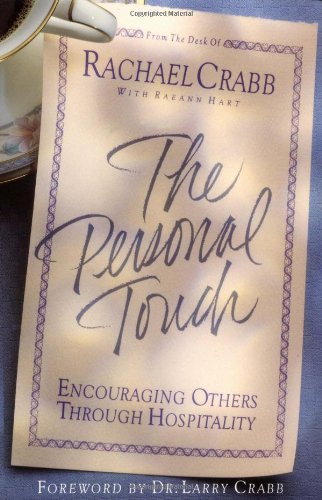 From The Desk Of
RACHAEL CRABB
WITH RAEANN HART
The
Personal
Touch
ENCOURAGING OTHERS
THROUGH HOSPITALITY
FOREWORD BY DR. LARRY CRABB